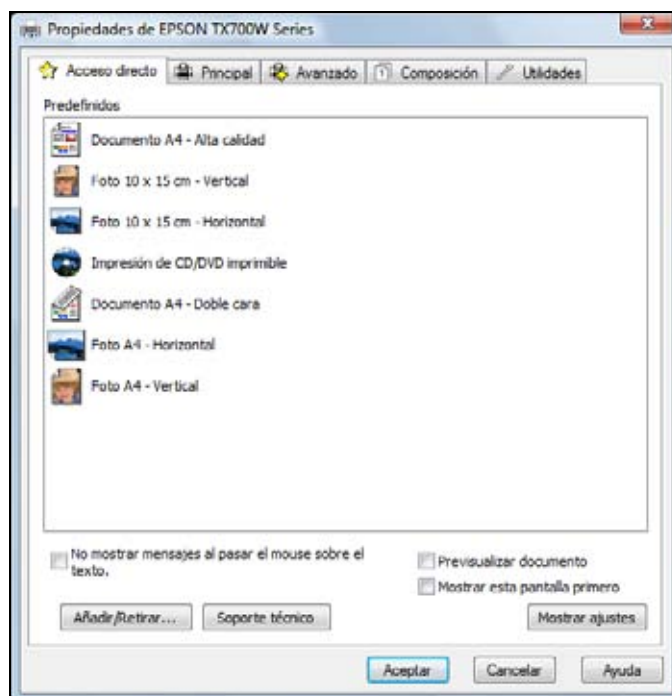 Propiedades de EPSON TX700W Series
Acceso directo Principal Avanzado Composición Utilidades
Predefinidos
Documento A4 - Alta calidad
Foto 10 x 15 cm - Vertical
Foto 10 x 15 cm - Horizontal
Impresión de CD/DVD imprimible
Documento A4 - Doble cara
Foto A4 - Horizontal
Foto A4 - Vertical
No mostrar mensajes al pasar el mouse sobre el
texto.
Previsualizar documento
Mostrar esta pantalla primero
Añadir/Retirar... Soporte técnico Mostrar ajustes
Aceptar Cancelar Ayuda